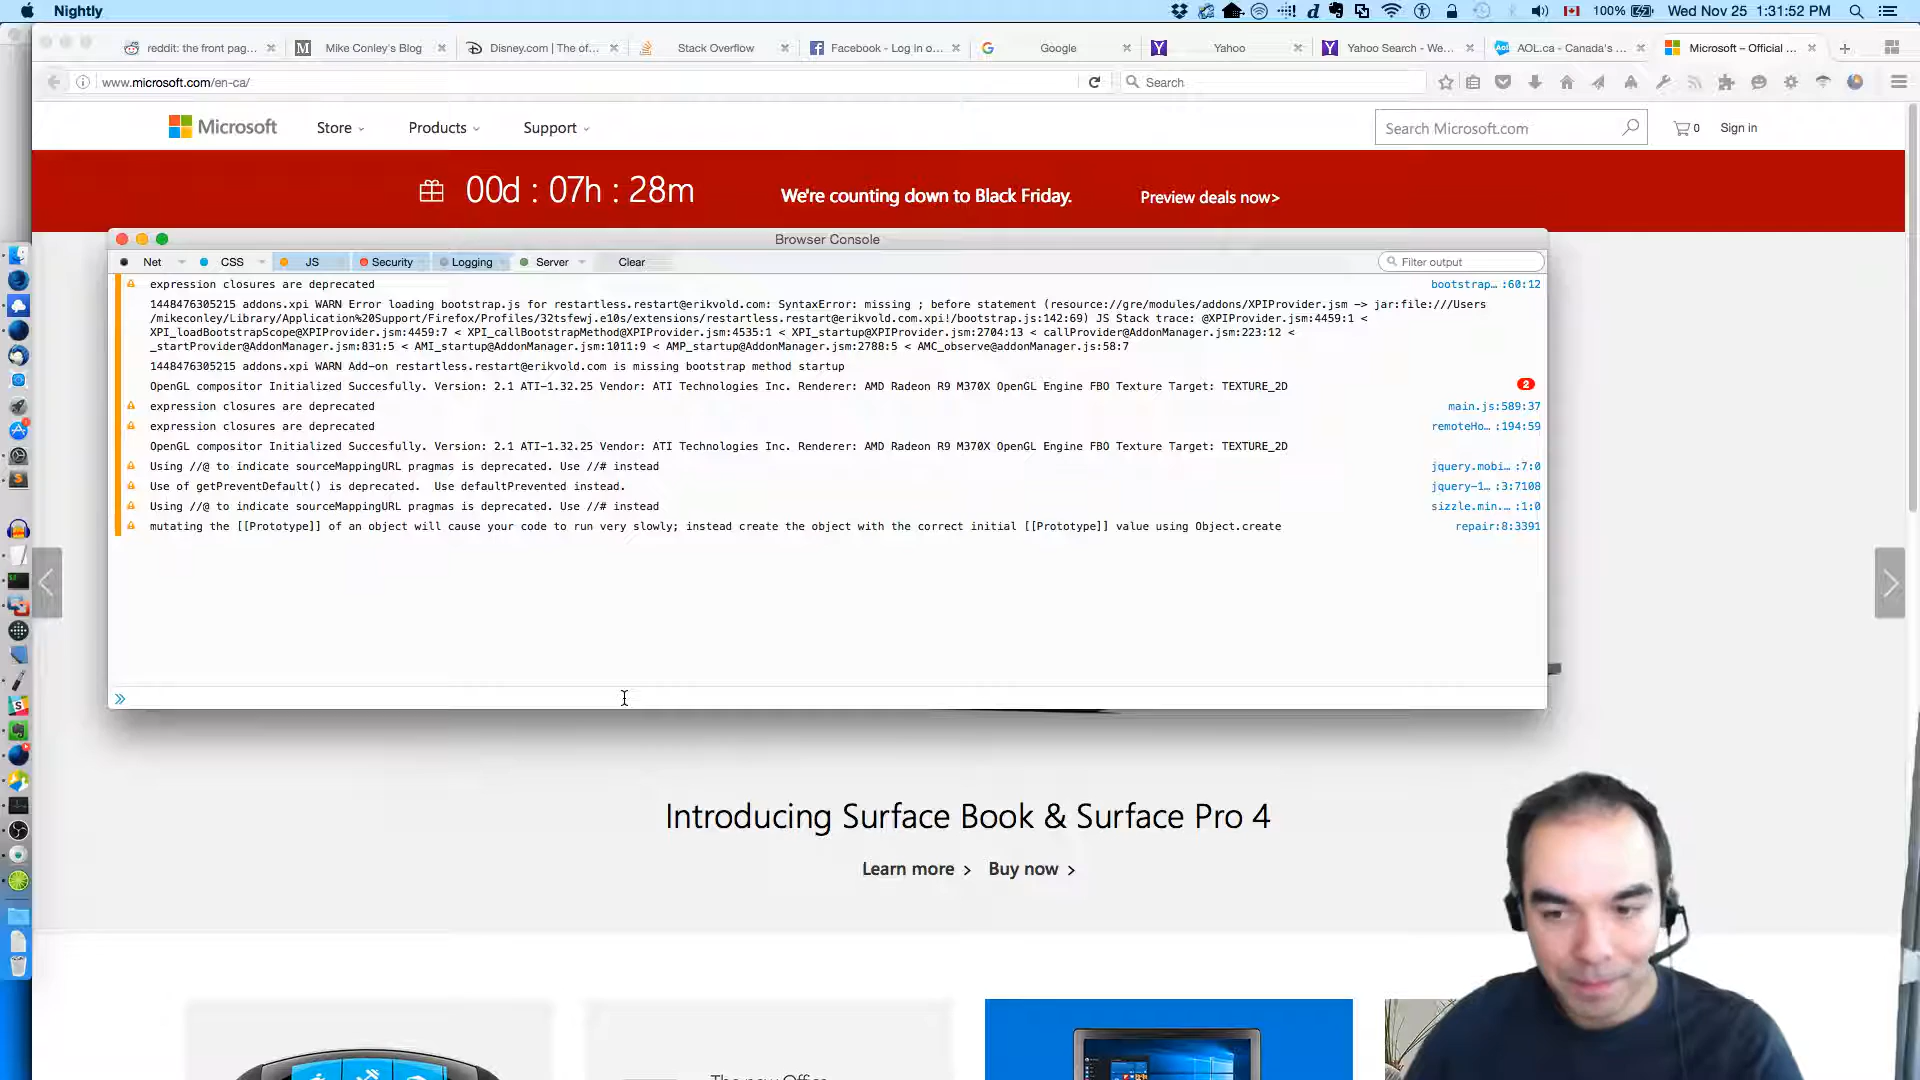 Nightly
100%
Wed Nov 25 1:31:52 PM
reddit: the front pag...
Mike Conley's Blog
Disney.com | The of...
Stack Overflow
Facebook - Log in o...
Google
Yahoo
Yahoo Search - We...
AOL.ca - Canada's ...
Microsoft – Official ...
www.microsoft.com/en-ca/
Search
Microsoft
Store
Products
Support
Search Microsoft.com
0
Sign in
00d : 07h : 28m
We're counting down to Black Friday.
Preview deals now>
Browser Console
Net
CSS
JS
Security
Logging
Server
Clear
Filter output
expression closures are deprecated
bootstrap… :60:12
1448476305215 addons.xpi WARN Error loading bootstrap.js for restartless.restart@erikvold.com: SyntaxError: missing ; before statement (resource://gre/modules/addons/XPIProvider.jsm -> jar:file:///Users
/mikeconley/Library/Application%20Support/Firefox/Profiles/32tsfewj.e10s/extensions/restartless.restart@erikvold.com.xpi!/bootstrap.js:142:69) JS Stack trace: @XPIProvider.jsm:4459:1 <
XPI_loadBootstrapScope@XPIProvider.jsm:4459:7 < XPI_callBootstrapMethod@XPIProvider.jsm:4535:1 < XPI_startup@XPIProvider.jsm:2704:13 < callProvider@AddonManager.jsm:223:12 <
_startProvider@AddonManager.jsm:831:5 < AMI_startup@AddonManager.jsm:1011:9 < AMP_startup@AddonManager.jsm:2788:5 < AMC_observe@addonManager.js:58:7
1448476305215 addons.xpi WARN Add-on restartless.restart@erikvold.com is missing bootstrap method startup
OpenGL compositor Initialized Succesfully. Version: 2.1 ATI-1.32.25 Vendor: ATI Technologies Inc. Renderer: AMD Radeon R9 M370X OpenGL Engine FBO Texture Target: TEXTURE_2D
2
expression closures are deprecated
main.js:589:37
expression closures are deprecated
remoteHo… :194:59
OpenGL compositor Initialized Succesfully. Version: 2.1 ATI-1.32.25 Vendor: ATI Technologies Inc. Renderer: AMD Radeon R9 M370X OpenGL Engine FBO Texture Target: TEXTURE_2D
Using //@ to indicate sourceMappingURL pragmas is deprecated. Use //# instead
jquery.mobi… :7:0
Use of getPreventDefault() is deprecated.  Use defaultPrevented instead.
jquery-1… :3:7108
Using //@ to indicate sourceMappingURL pragmas is deprecated. Use //# instead
sizzle.min.… :1:0
mutating the [[Prototype]] of an object will cause your code to run very slowly; instead create the object with the correct initial [[Prototype]] value using Object.create
repair:8:3391
Introducing Surface Book & Surface Pro 4
Learn more >
Buy now >
The new Office